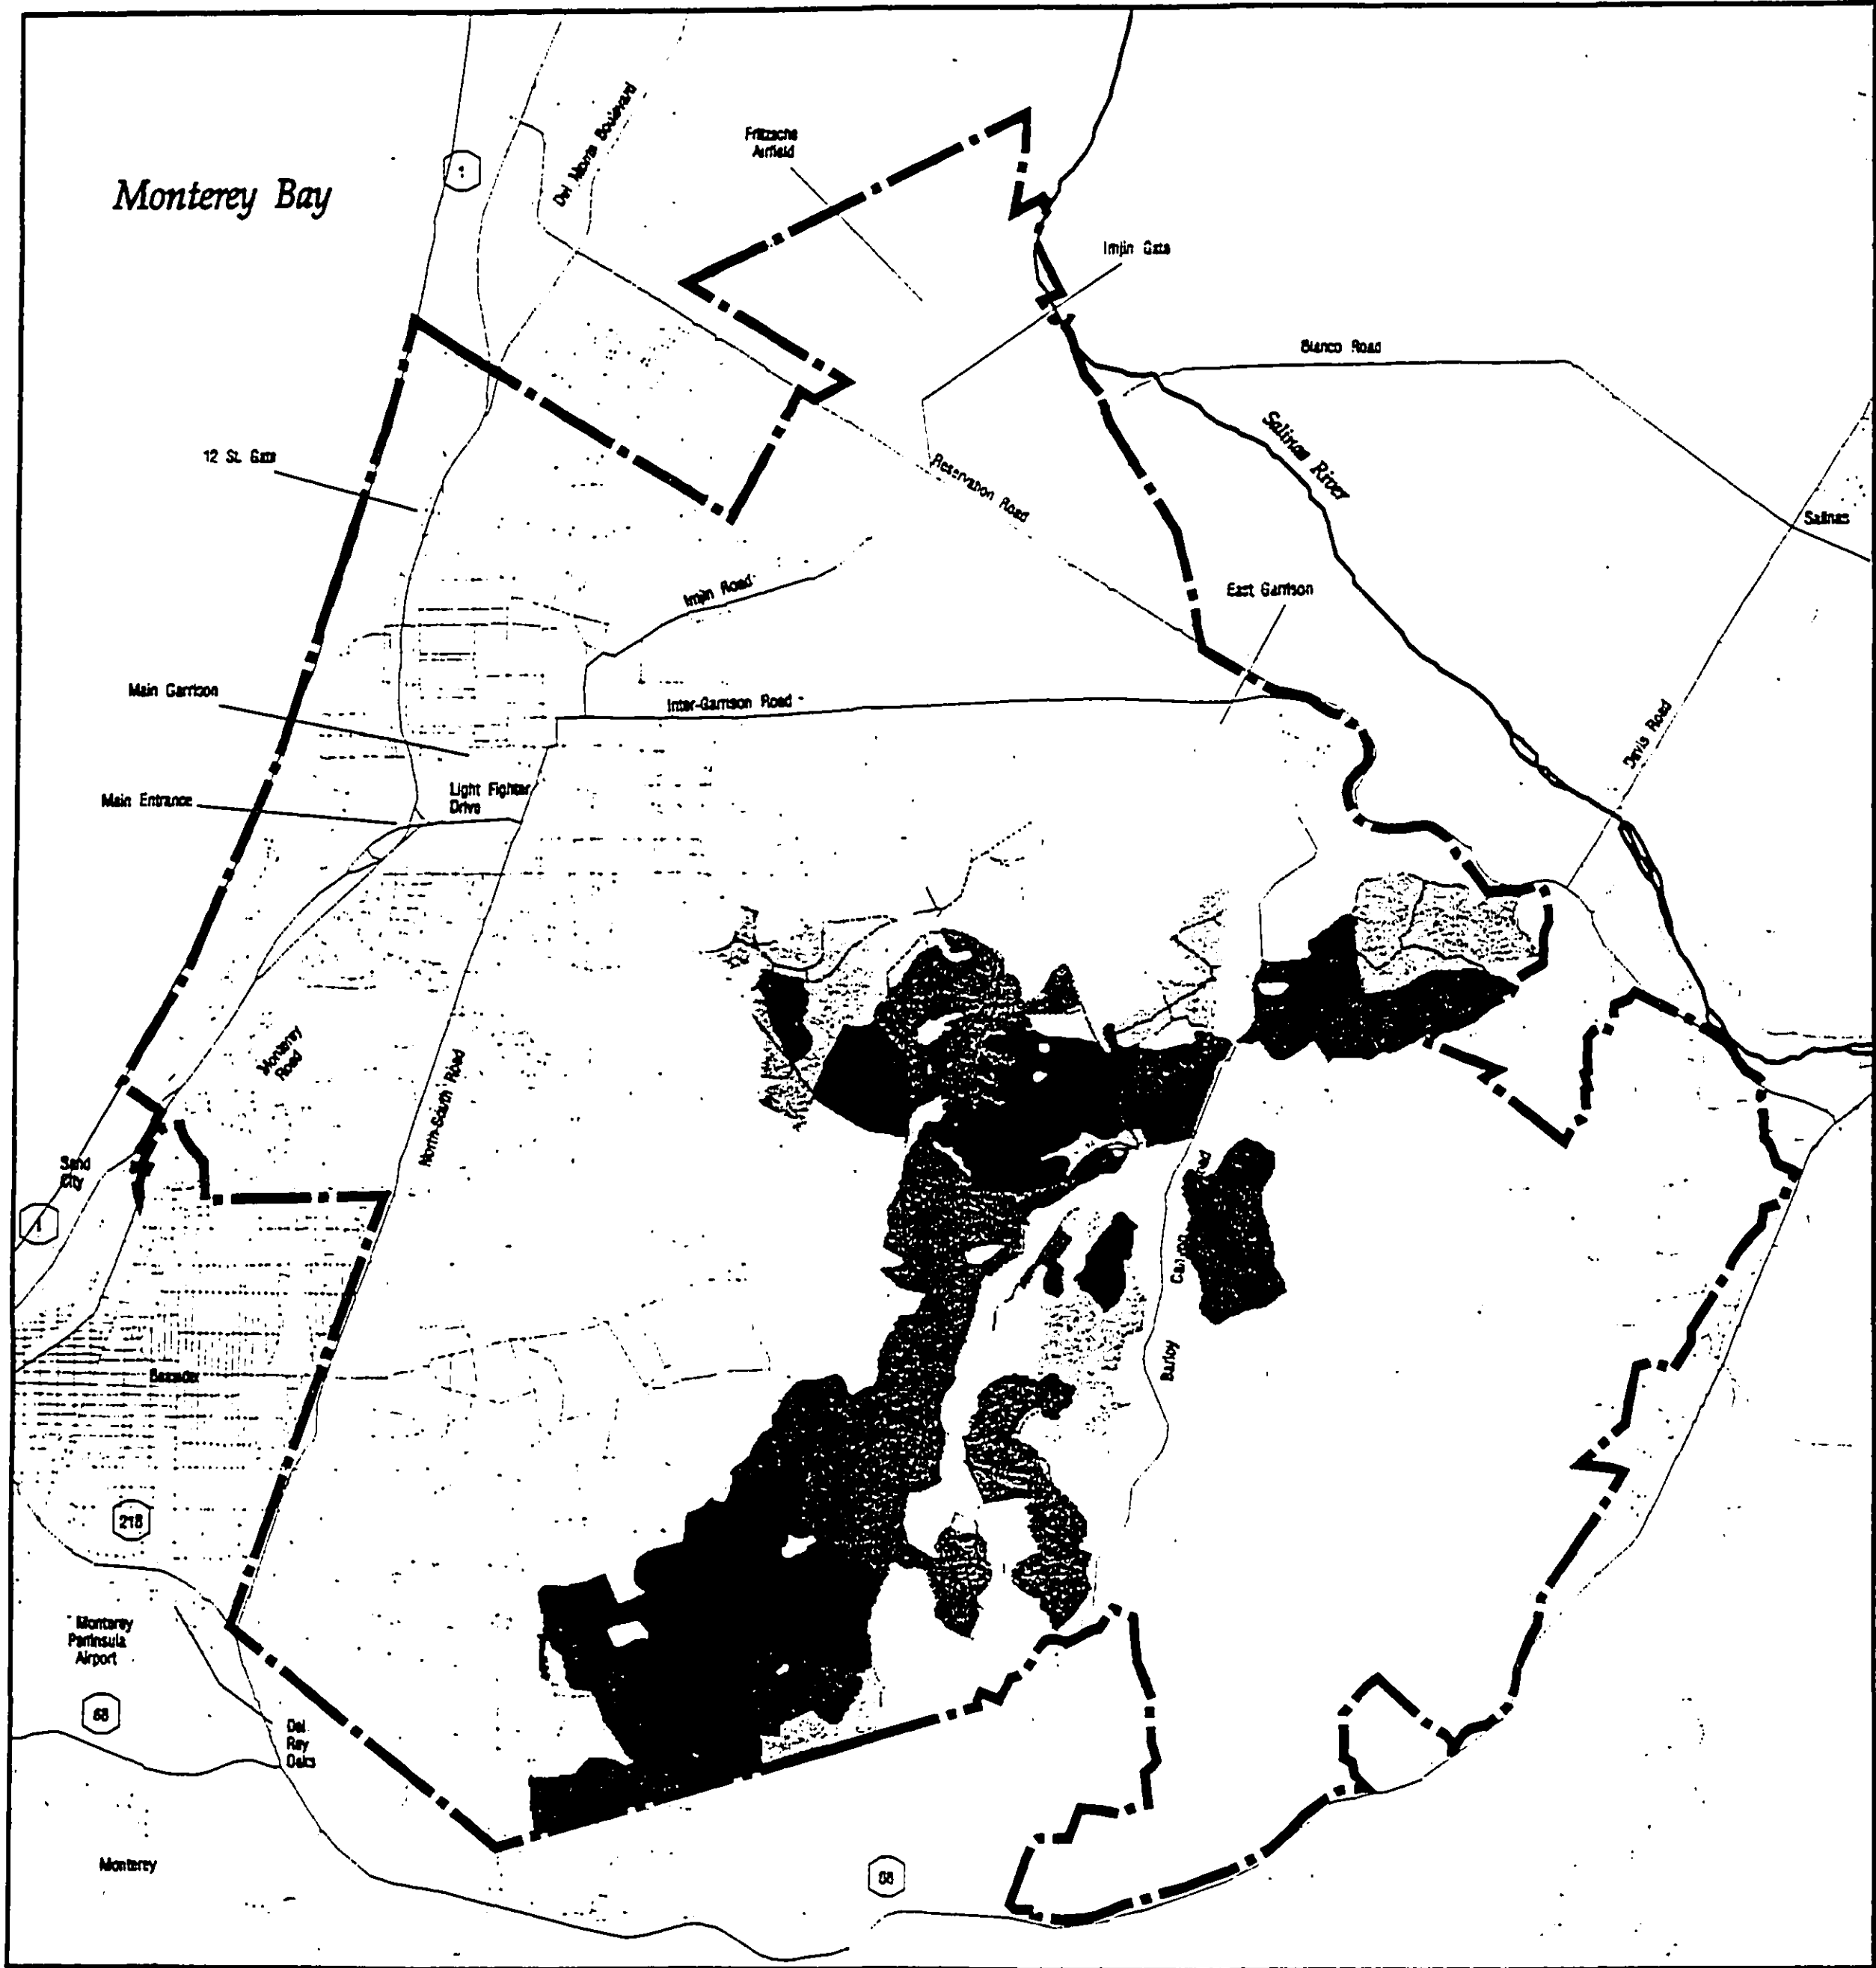 Monterey Bay
1
Del Monte Boulevard
Fritzsche
Airfield
Imjin Gate
Blanco Road
Salinas River
12 St. Gate
Reservation Road
Salinas
Imjin Road
East Garrison
Main Garrison
Inter-Garrison Road
Davis Road
Main Entrance
Light Fighter
Drive
Monterey
Road
North-South Road
Sand
City
1
Barloy Canyon Road
Seaside
218
Monterey
Peninsula
Airport
68
Del
Rey
Oaks
Monterey
68